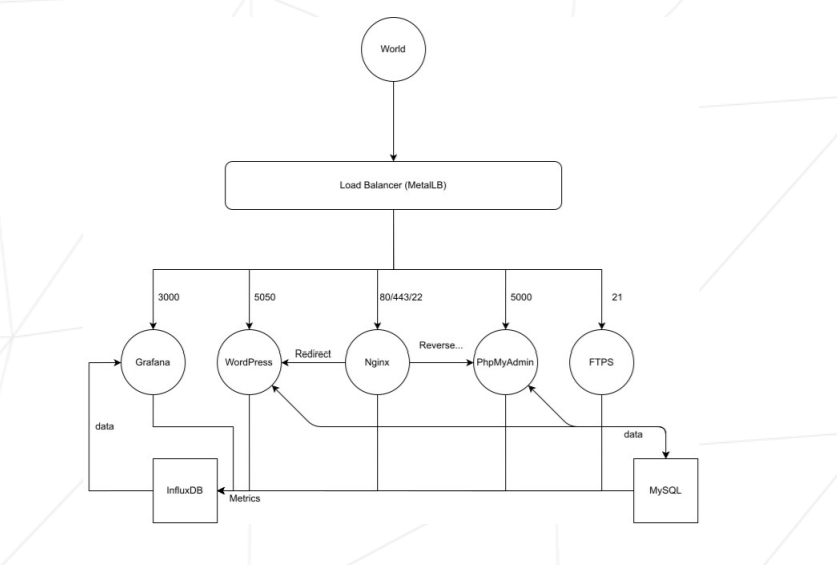 World
Load Balancer (MetalLB)
3000
5050
80/443/22
5000
21
Grafana
WordPress
Redirect
Nginx
Reverse...
PhpMyAdmin
FTPS
data
data
InfluxDB
Metrics
MySQL